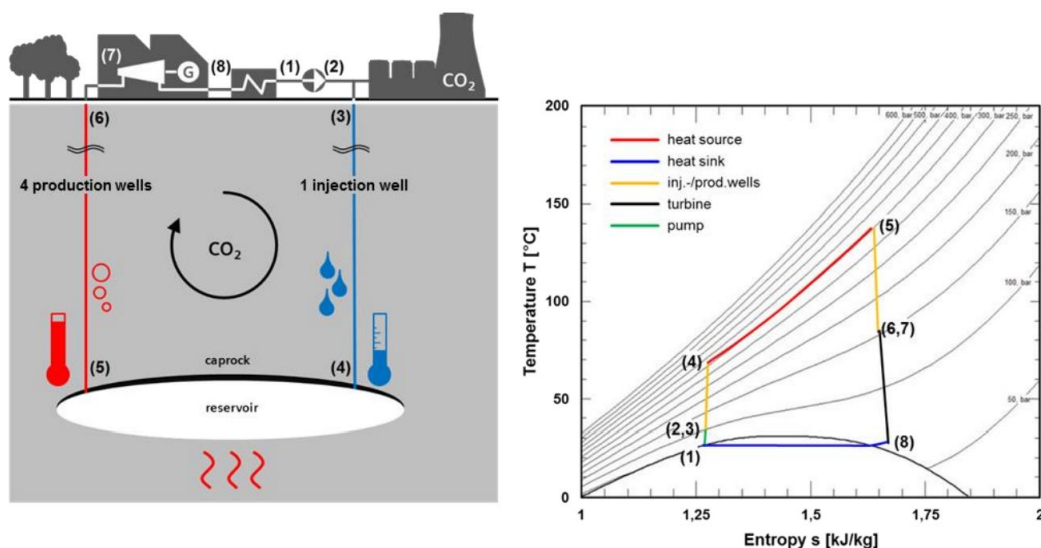 (7)
G
(8)
(1)
(2)
CO2
(6)
(3)
4 production wells
1 injection well
CO2
(5)
caprock
(4)
reservoir
200
150
100
50
0
Temperature T [°C]
600, bar
500, bar
400, bar
300, bar
250, bar
200, bar
150, bar
100, bar
50, bar
heat source
heat sink
inj.-/prod.wells
turbine
pump
(5)
(6,7)
(4)
(2,3)
(1)
(8)
1
1,25
1,5
1,75
2
Entropy s [kJ/kg]